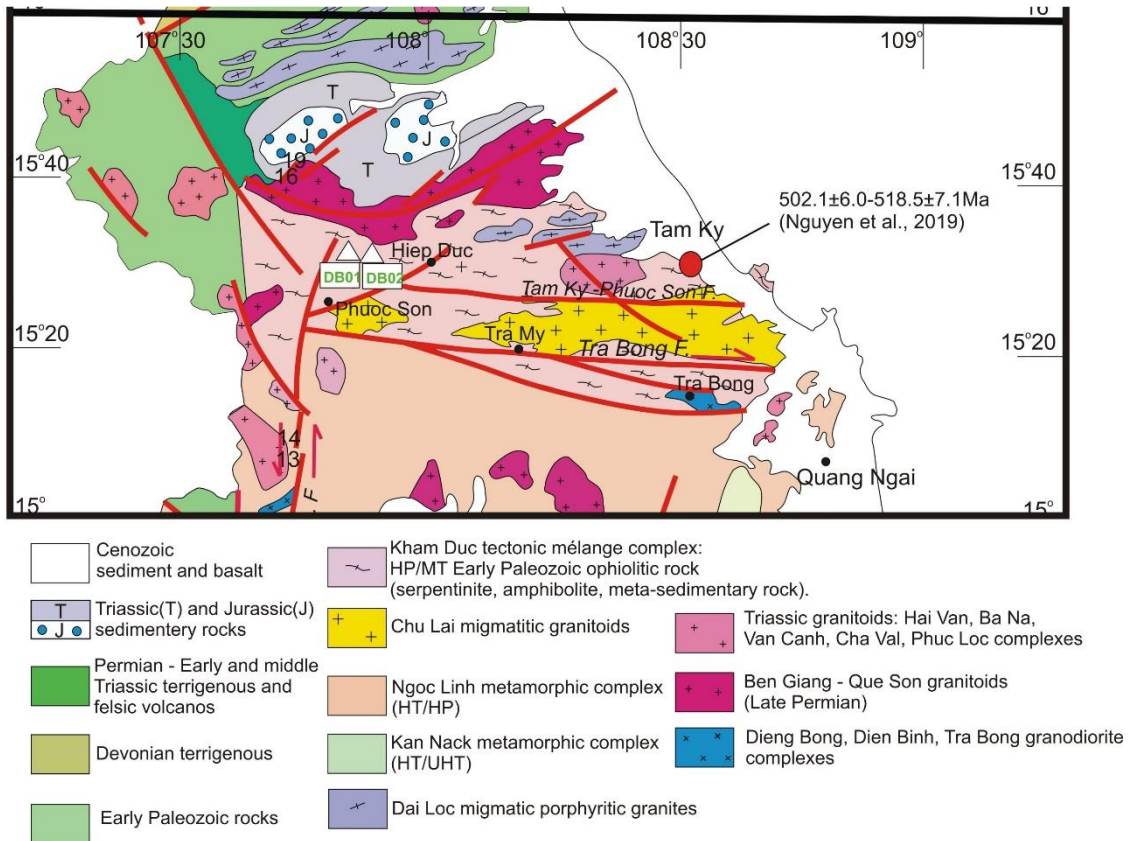 16
107°30
108°
108°30
109°
T
J
J
T
15°40
15°40
19
16
502.1±6.0-518.5±7.1Ma
(Nguyen et al., 2019)
Tam Ky
Hiep Duc
DB01
DB02
Tam Ky -Phuoc Son F.
Phuoc Son
Tra My
Tra Bong F.
15°20
15°20
Tra Bong
14
13
Quang Ngai
F
15°
15°
Cenozoic
sediment and basalt
T
J
Triassic(T) and Jurassic(J)
sedimentery rocks
Permian - Early and middle
Triassic terrigenous and
felsic volcanos
Devonian terrigenous
Early Paleozoic rocks
Kham Duc tectonic mélange complex:
HP/MT Early Paleozoic ophiolitic rock
(serpentinite, amphibolite, meta-sedimentary rock).
Chu Lai migmatitic granitoids
Ngoc Linh metamorphic complex
(HT/HP)
Kan Nack metamorphic complex
(HT/UHT)
Dai Loc migmatic porphyritic granites
Triassic granitoids: Hai Van, Ba Na,
Van Canh, Cha Val, Phuc Loc complexes
Ben Giang - Que Son granitoids
(Late Permian)
Dieng Bong, Dien Binh, Tra Bong granodiorite
complexes